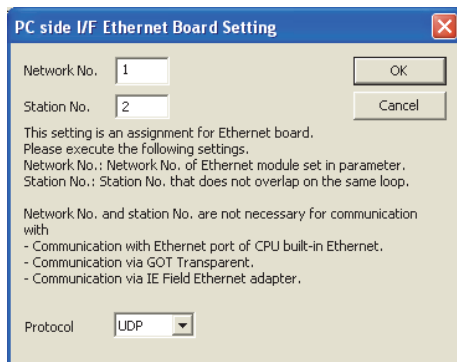 PC side I/F Ethernet Board Setting
Network No. 1 OK
Station No. 2 Cancel
This setting is an assignment for Ethernet board.
Please execute the following settings.
Network No.: Network No. of Ethernet module set in parameter.
Station No.: Station No. that does not overlap on the same loop.
Network No. and station No. are not necessary for communication
with
- Communication with Ethernet port of CPU built-in Ethernet.
- Communication via GOT Transparent.
- Communication via IE Field Ethernet adapter.
Protocol UDP